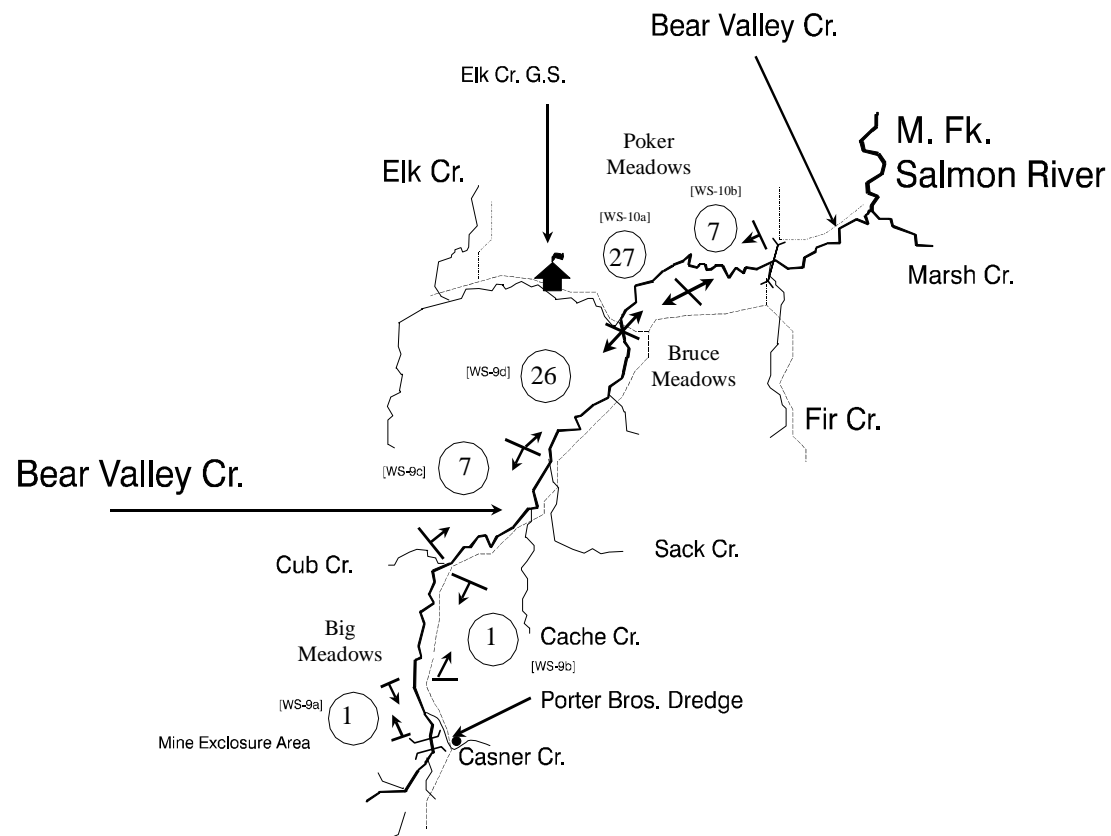 Bear Valley Cr.
Elk Cr. G.S.
M. Fk.
Salmon River
Poker
Meadows
Elk Cr.
[WS-10b]
7
[WS-10a]
27
Marsh Cr.
Bruce
Meadows
[WS-9d]
26
Fir Cr.
[WS-9c]
7
Bear Valley Cr.
Sack Cr.
Cub Cr.
Big
Meadows
1
Cache Cr.
[WS-9b]
[WS-9a]
1
Porter Bros. Dredge
Mine Exclosure Area
Casner Cr.